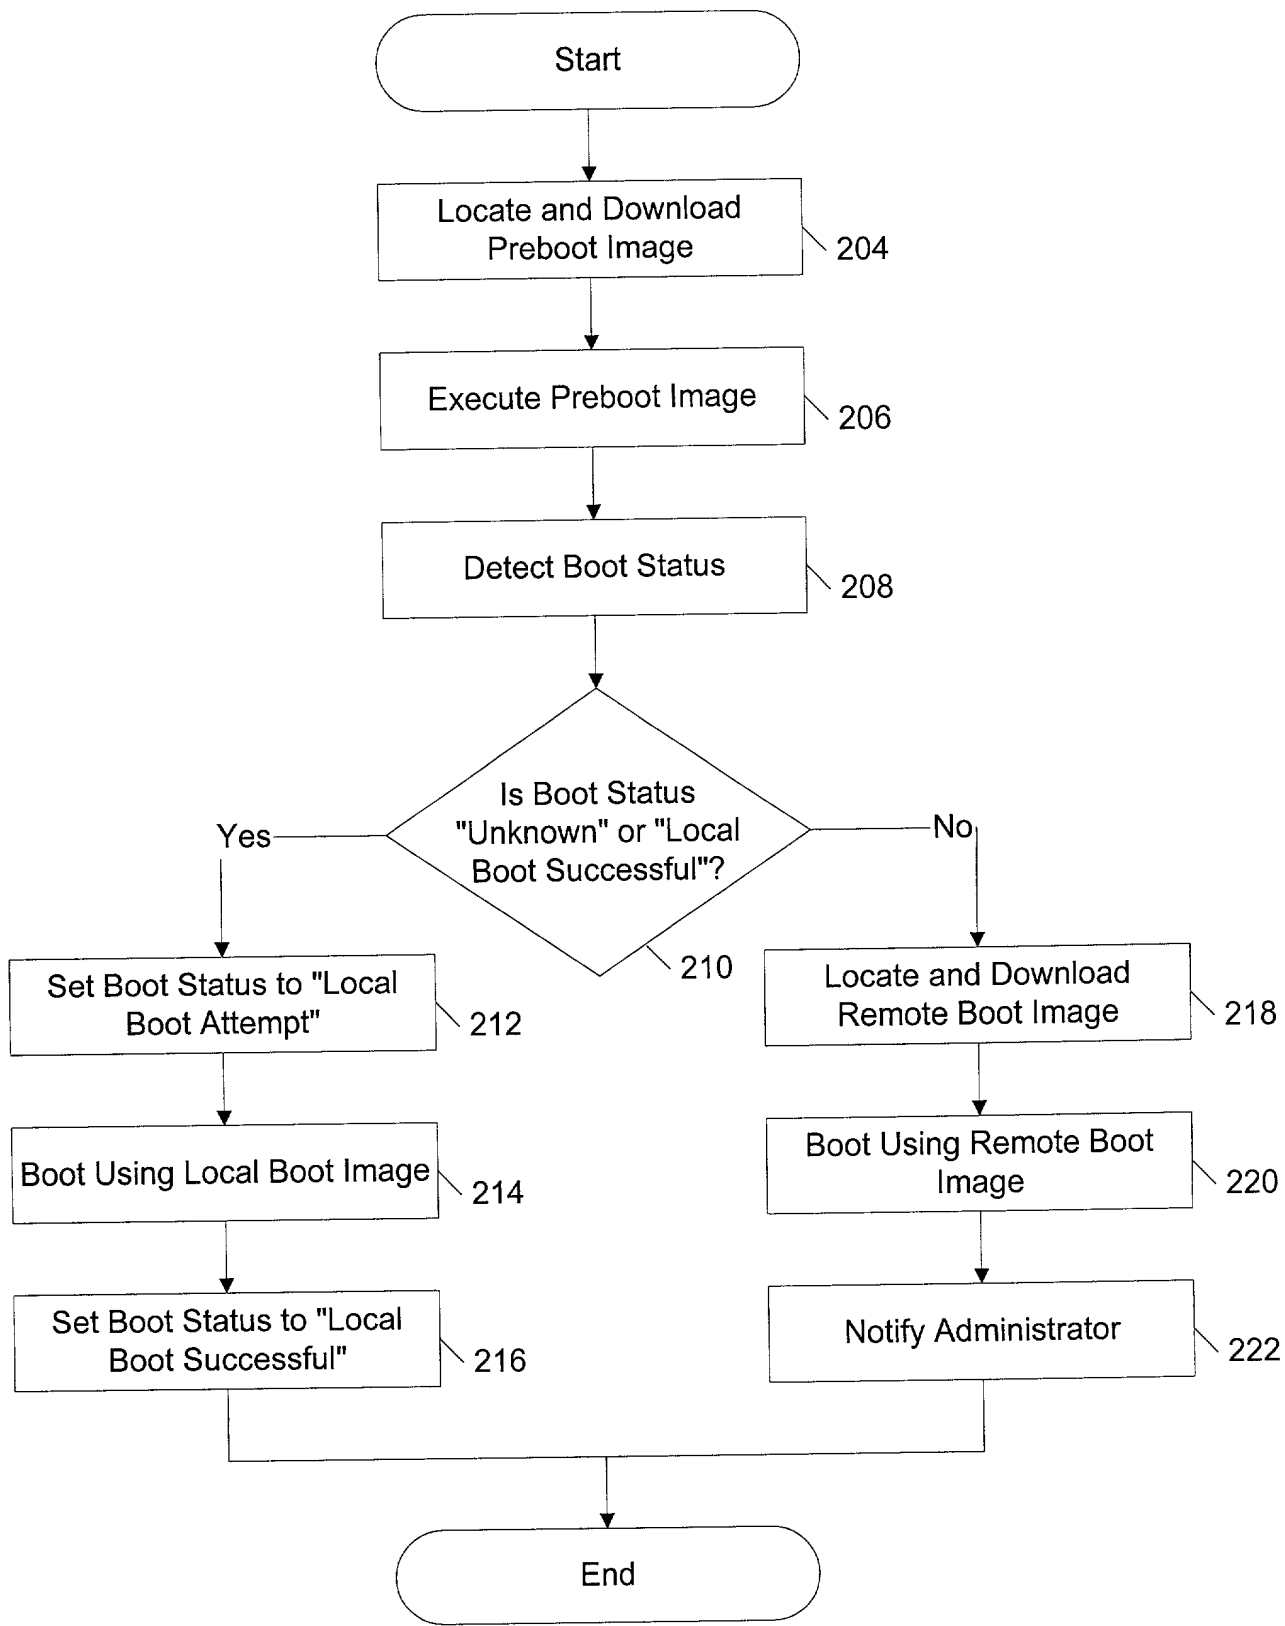 Start
Locate and Download
Preboot Image
204
Execute Preboot Image
206
Detect Boot Status
208
Is Boot Status
"Unknown" or "Local
Boot Successful"?
210
Yes
No
Set Boot Status to "Local
Boot Attempt"
212
Locate and Download
Remote Boot Image
218
Boot Using Local Boot Image
214
Boot Using Remote Boot
Image
220
Set Boot Status to "Local
Boot Successful"
216
Notify Administrator
222
End